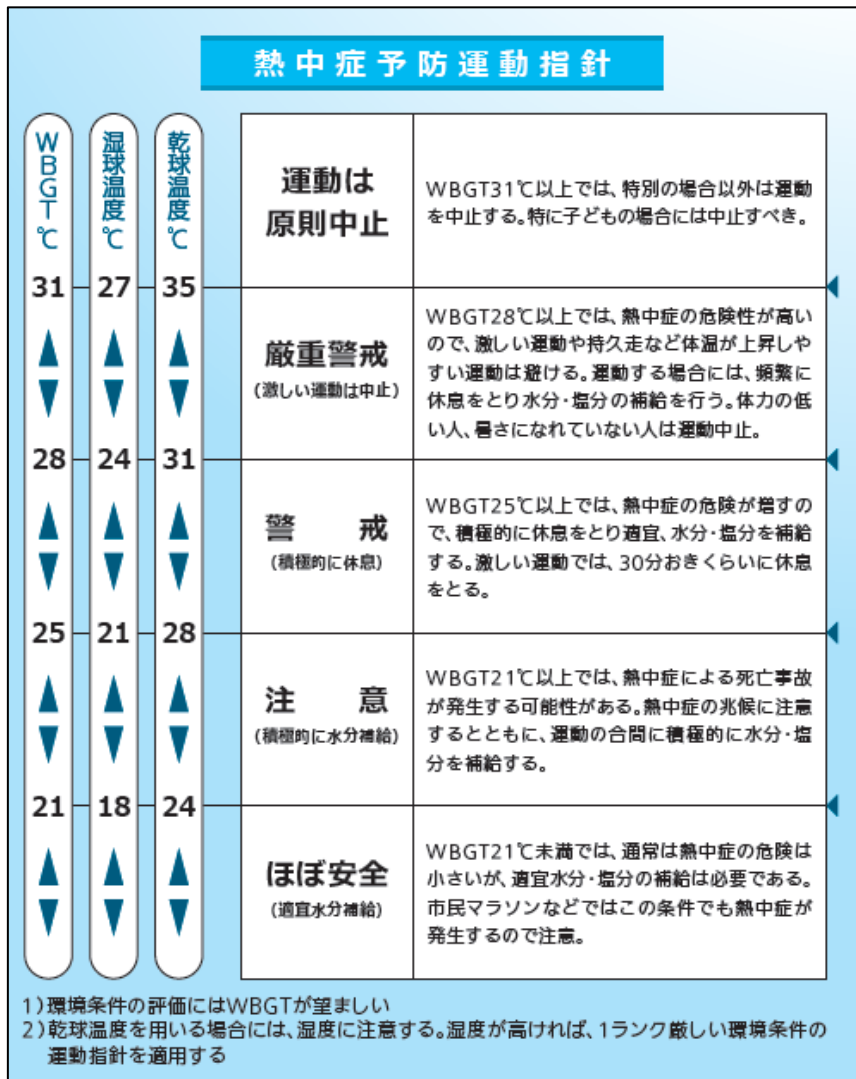 熱中症予防運動指針
WBGT℃
湿球温度℃
乾球温度℃
運動は
原則中止
WBGT31℃以上では、特別の場合以外は運動
を中止する。特に子どもの場合には中止すべき。
31 27 35
厳重警戒
(激しい運動は中止)
WBGT28℃以上では、熱中症の危険性が高い
ので、激しい運動や持久走など体温が上昇しや
すい運動は避ける。運動する場合には、頻繁に
休息をとり水分・塩分の補給を行う。体力の低
い人、暑さになれていない人は運動中止。
28 24 31
警戒
(積極的に休息)
WBGT25℃以上では、熱中症の危険が増すの
で、積極的に休息をとり適宜、水分・塩分を補給
する。激しい運動では、30分おきくらいに休息
をとる。
25 21 28
注意
(積極的に水分補給)
WBGT21℃以上では、熱中症による死亡事故
が発生する可能性がある。熱中症の兆候に注意
するとともに、運動の合間に積極的に水分・塩
分を補給する。
21 18 24
ほぼ安全
(適宜水分補給)
WBGT21℃未満では、通常は熱中症の危険は
小さいが、適宜水分・塩分の補給は必要である。
市民マラソンなどではこの条件でも熱中症が
発生するので注意。
1)環境条件の評価にはWBGTが望ましい
2)乾球温度を用いる場合には、湿度に注意する。湿度が高ければ、1ランク厳しい環境条件の
運動指針を適用する